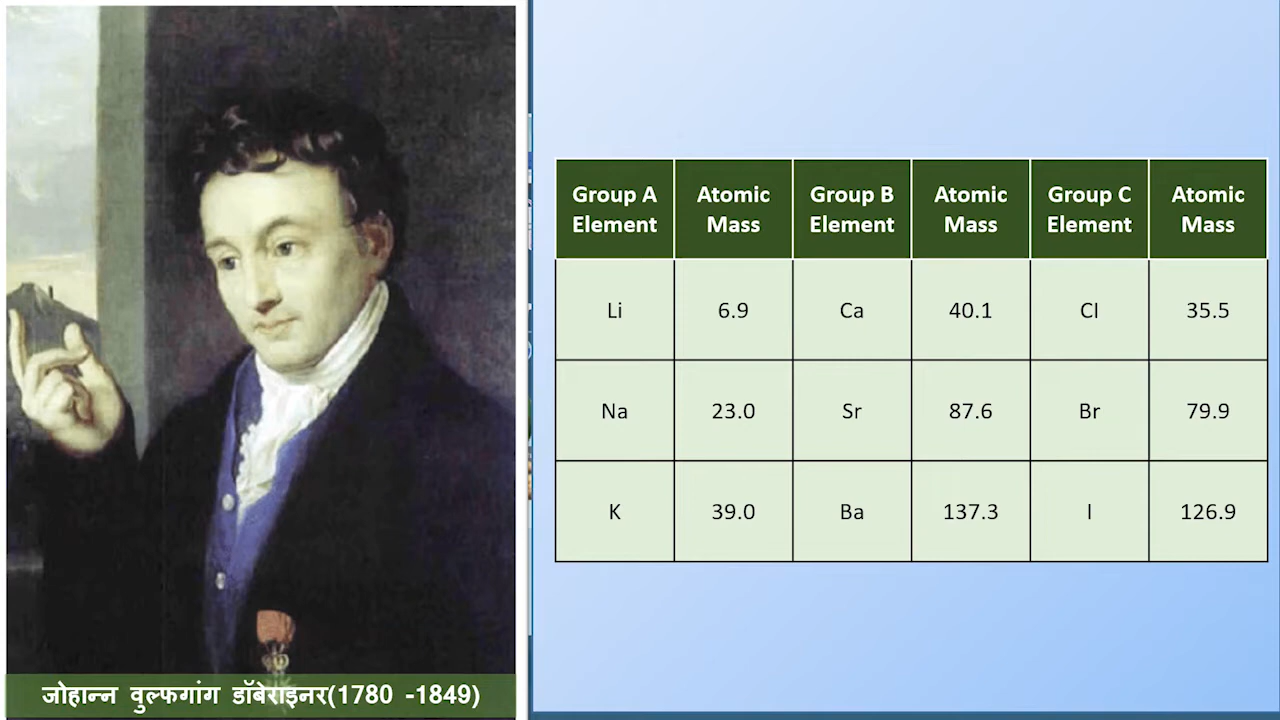 जोहान्न वुल्फगांग डॉबेराइनर(1780 -1849)
Group A Element Atomic Mass Group B Element Atomic Mass Group C Element Atomic Mass
Li 6.9 Ca 40.1 Cl 35.5
Na 23.0 Sr 87.6 Br 79.9
K 39.0 Ba 137.3 I 126.9